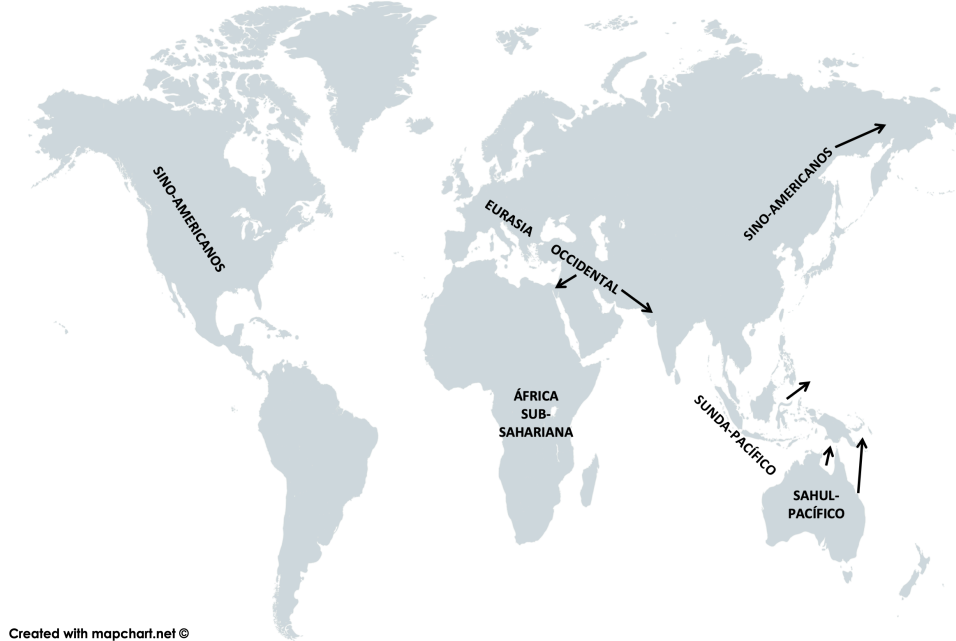 SINO-AMERICANOS
EURASIA
OCCIDENTAL
SINO-AMERICANOS
ÁFRICA
SUB-
SAHARIANA
SUNDA-PACÍFICO
SAHUL-
PACÍFICO
Created with mapchart.net ©